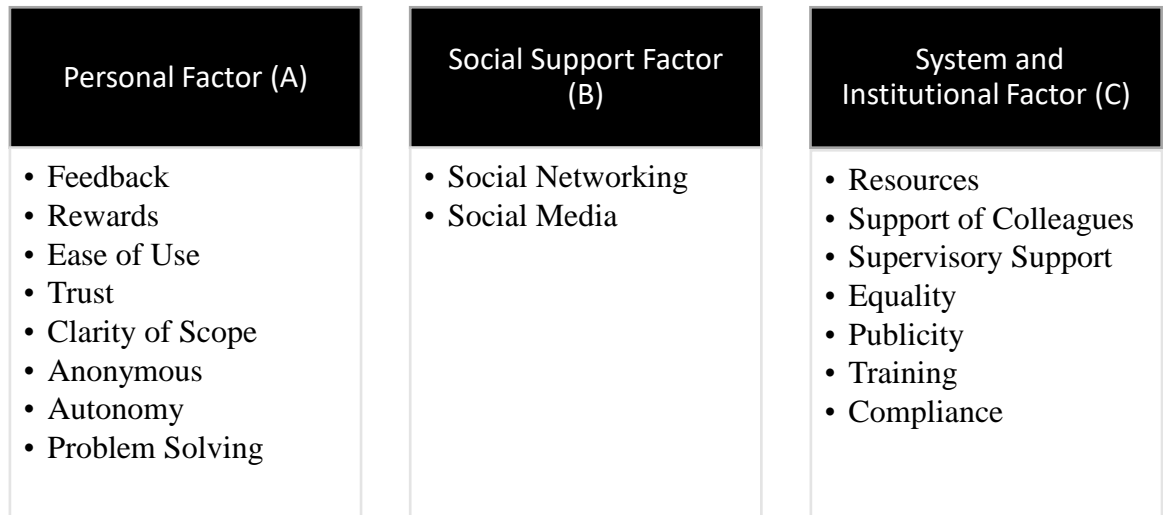 Personal Factor (A)
• Feedback
• Rewards
• Ease of Use
• Trust
• Clarity of Scope
• Anonymous
• Autonomy
• Problem Solving
Social Support Factor
(B)
• Social Networking
• Social Media
System and
Institutional Factor (C)
• Resources
• Support of Colleagues
• Supervisory Support
• Equality
• Publicity
• Training
• Compliance